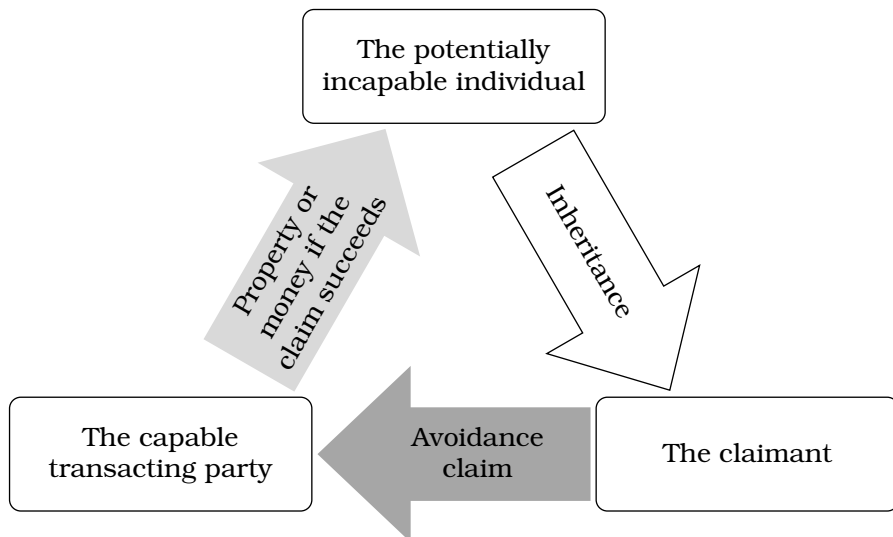 The potentially
incapable individual
Property or
money if the
claim succeeds
Inheritance
The capable
transacting party
Avoidance
claim
The claimant